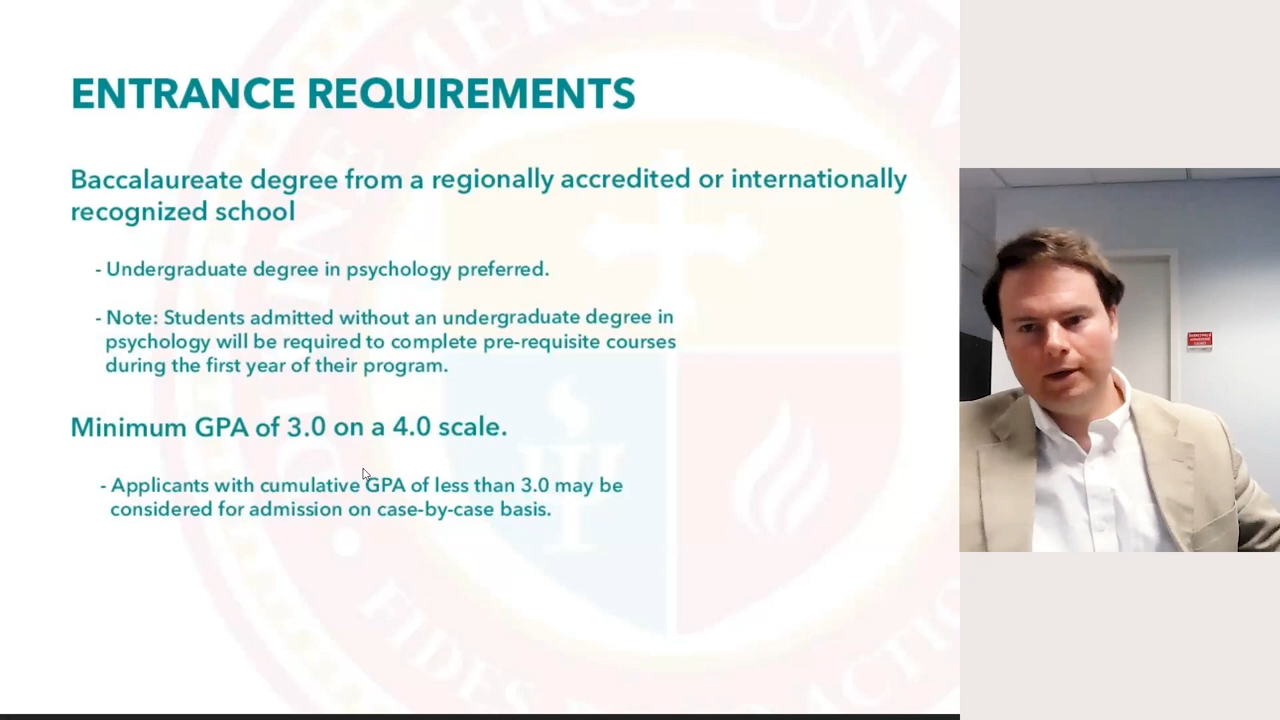 ENTRANCE REQUIREMENTS
Baccalaureate degree from a regionally accredited or internationally
recognized school
- Undergraduate degree in psychology preferred.
- Note: Students admitted without an undergraduate degree in
psychology will be required to complete pre-requisite courses
during the first year of their program.
Minimum GPA of 3.0 on a 4.0 scale.
- Applicants with cumulative GPA of less than 3.0 may be
considered for admission on case-by-case basis.
MERCY UNIV
FIDES